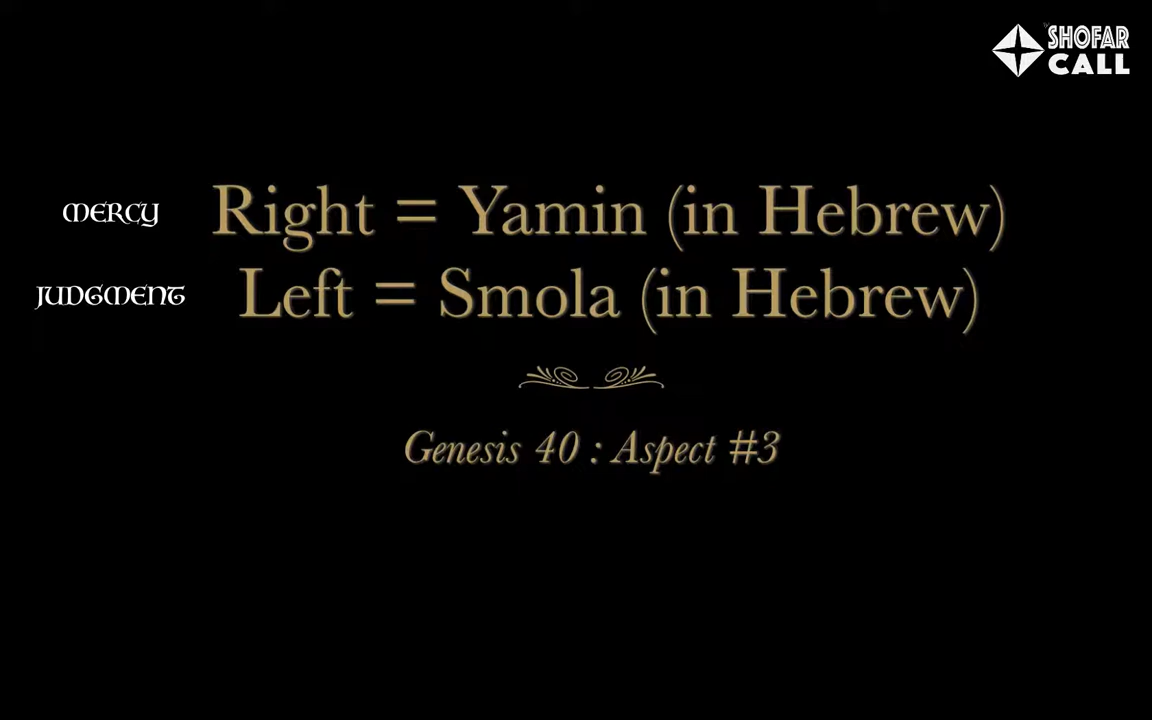 SHOFAR
CALL
MERCY Right = Yamin (in Hebrew)
JUDGMENT Left = Smola (in Hebrew)
Genesis 40 : Aspect #3